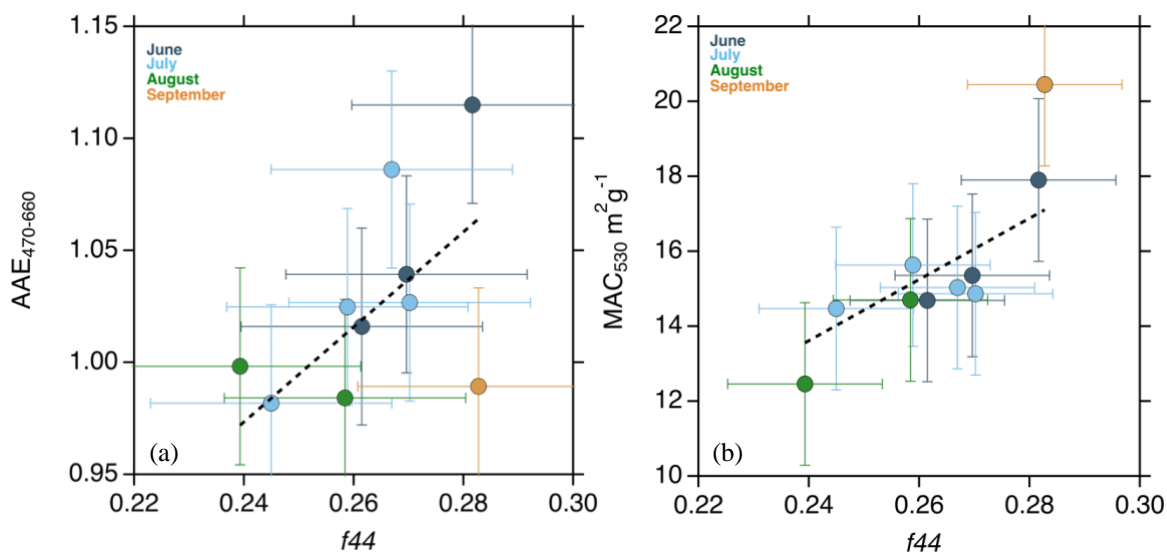 1.15
1.10
1.05
1.00
0.95
AAE470-660
June
July
August
September
(a)
0.22
0.24
0.26
0.28
0.30
f44
22
20
18
16
14
12
10
MAC530 m2g-1
June
July
August
September
(b)
0.22
0.24
0.26
0.28
0.30
f44